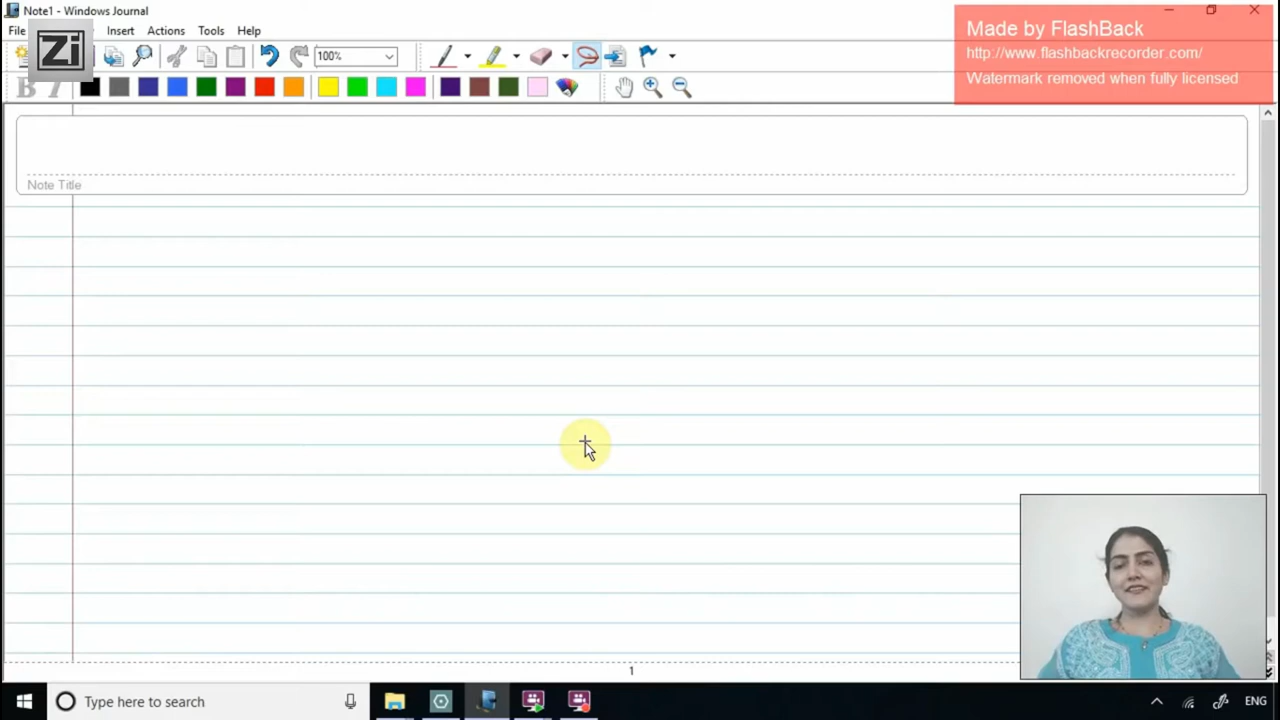 Note1 - Windows Journal
File
Insert
Actions
Tools
Help
Zi
100%
B I
Made by FlashBack
http://www.flashbackrecorder.com/
Watermark removed when fully licensed
Note Title
1
Type here to search
ENG